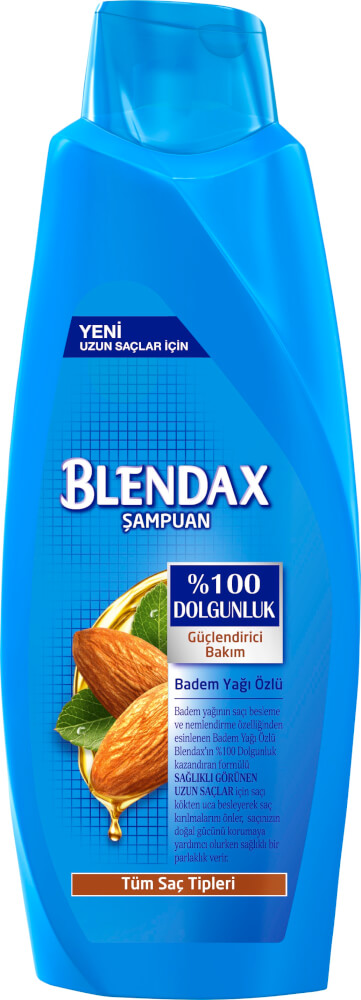 YENİ
UZUN SAÇLAR İÇİN
BLENDAX
ŞAMPUAN
%100
DOLGUNLUK
Güçlendirici
Bakım
Badem Yağı Özlü
Badem yağının saçı besleme
ve nemlendirme özelliğinden
esinlenen Badem Yağı Özlü
Blendax'ın %100 Dolgunluk
kazandıran formülü
SAĞLIKLI GÖRÜNEN
UZUN SAÇLAR için saçı
kökten uca besleyerek saç
kırılmalarını önler, saçınızın
doğal gücünü korumaya
yardımcı olurken sağlıklı bir
parlaklık verir.
Tüm Saç Tipleri